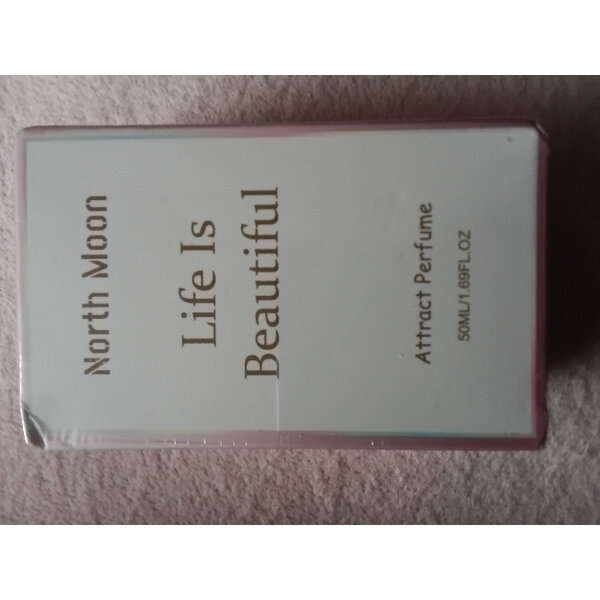 North Moon
Life Is
Beautiful
Attract Perfume
50ML/1.69FL.OZ